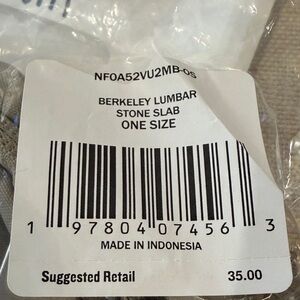 NF0A52VU2MB-OS
BERKELEY LUMBAR
STONE SLAB
ONE SIZE
1 97804 07456 3
MADE IN INDONESIA
Suggested Retail 35.00